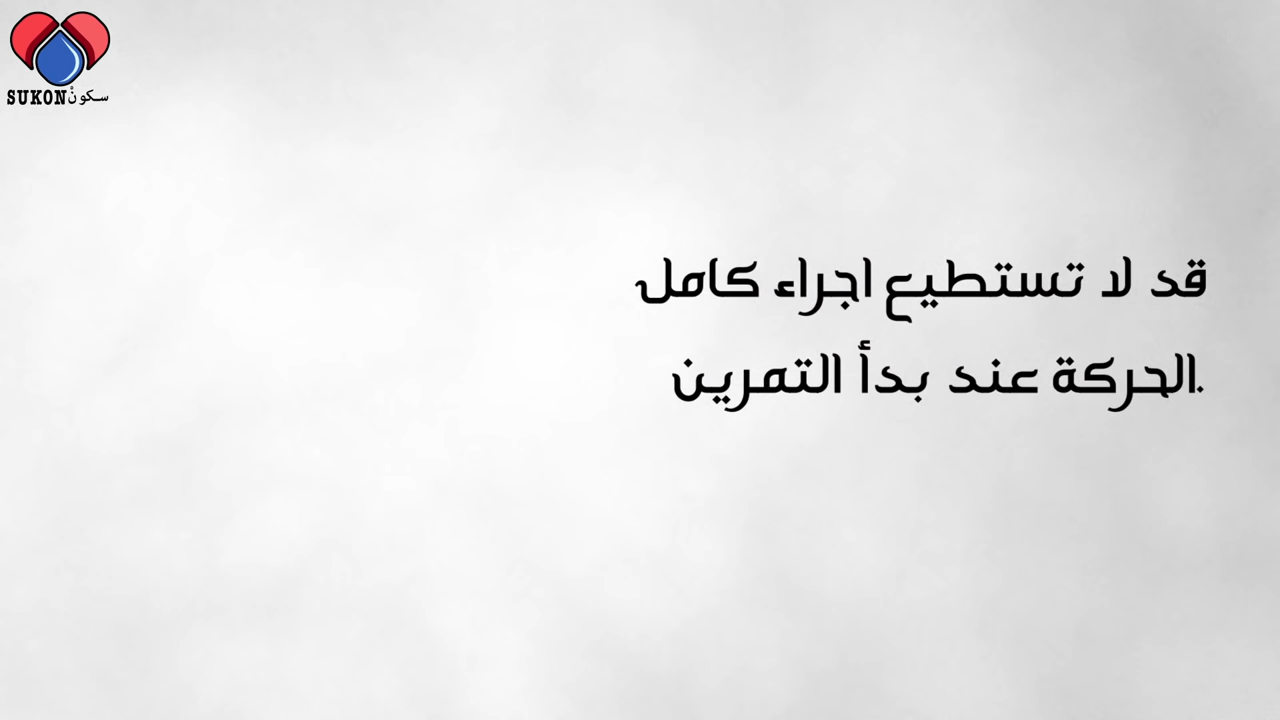 SUKON سكونْ
قد لا تستطيع اجراء كامل
.الحركة عند بدأ التمرين